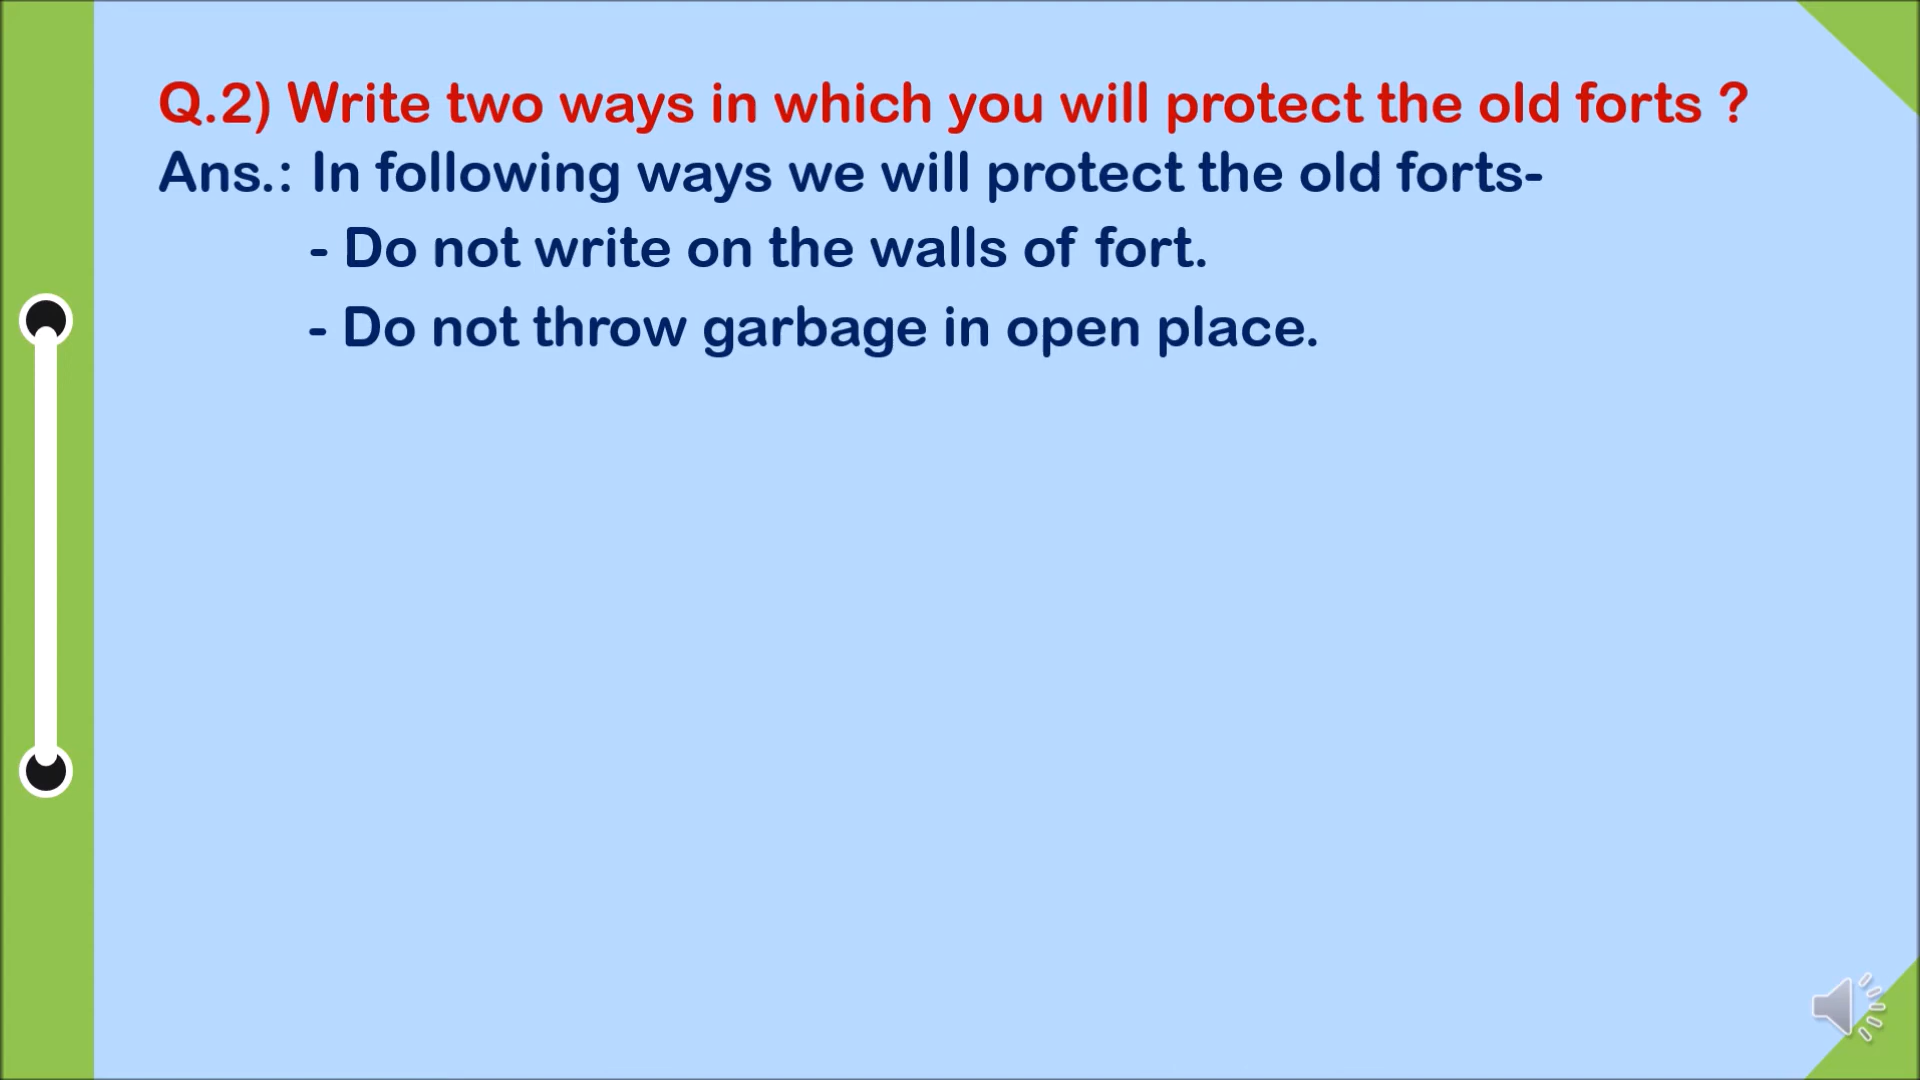 Q.2) Write two ways in which you will protect the old forts ?
Ans.: In following ways we will protect the old forts-
- Do not write on the walls of fort.
- Do not throw garbage in open place.